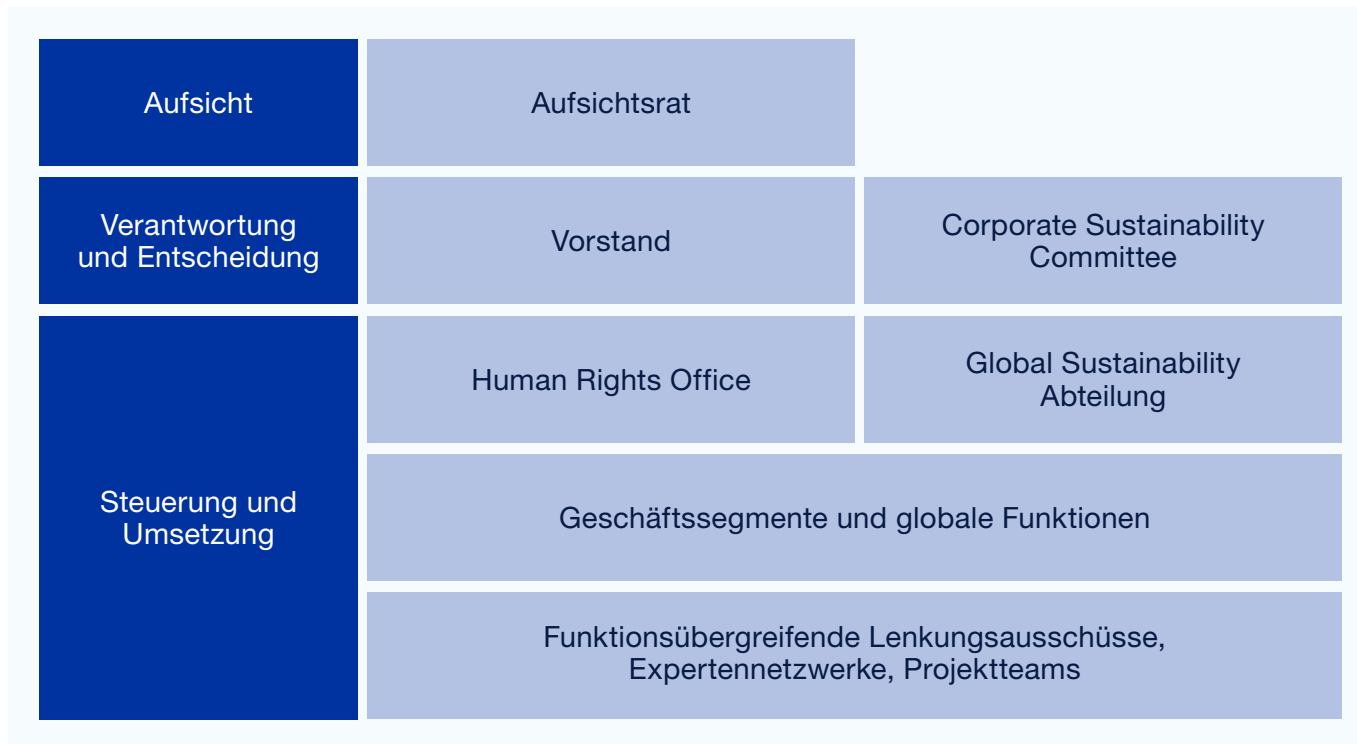 Aufsicht
Aufsichtsrat
Verantwortung
und Entscheidung
Vorstand
Corporate Sustainability
Committee
Steuerung und
Umsetzung
Human Rights Office
Global Sustainability
Abteilung
Geschäftssegmente und globale Funktionen
Funktionsübergreifende Lenkungsausschüsse,
Expertennetzwerke, Projektteams